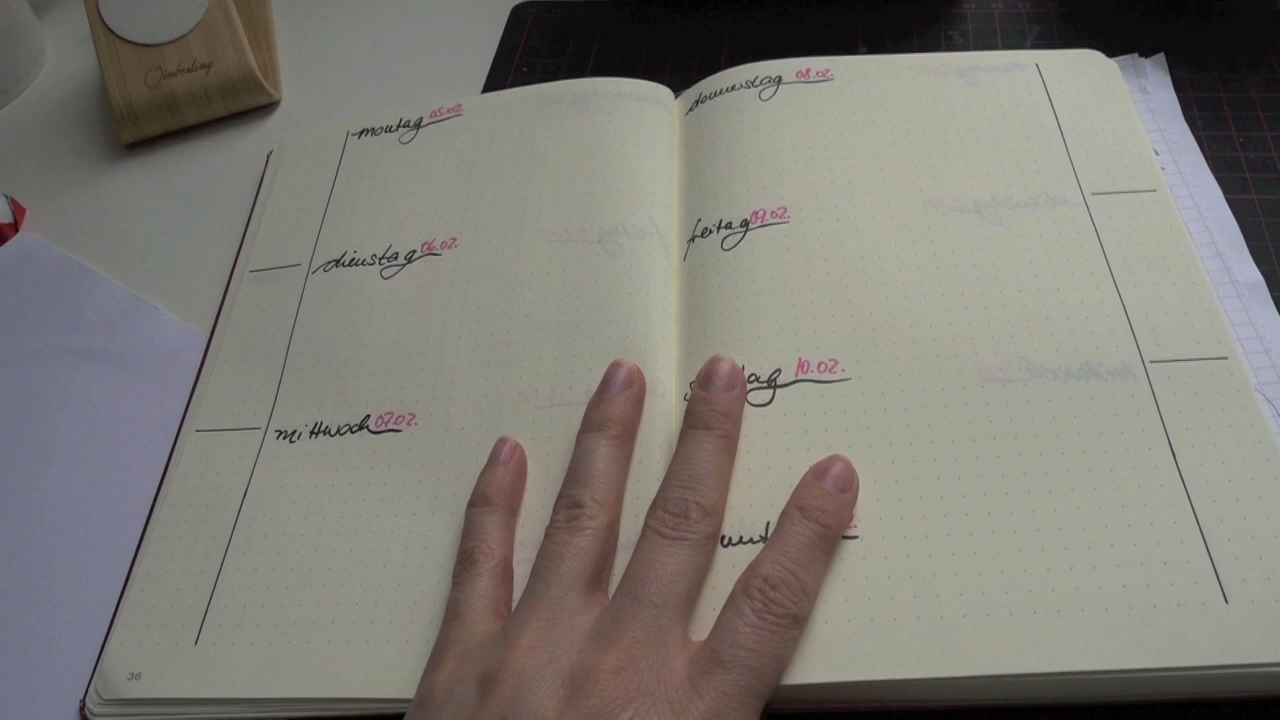 montag 05.02.
dienstag 06.02.
mittwoch 07.02.
36
donnerstag 08.02.
freitag 09.02.
10.02.